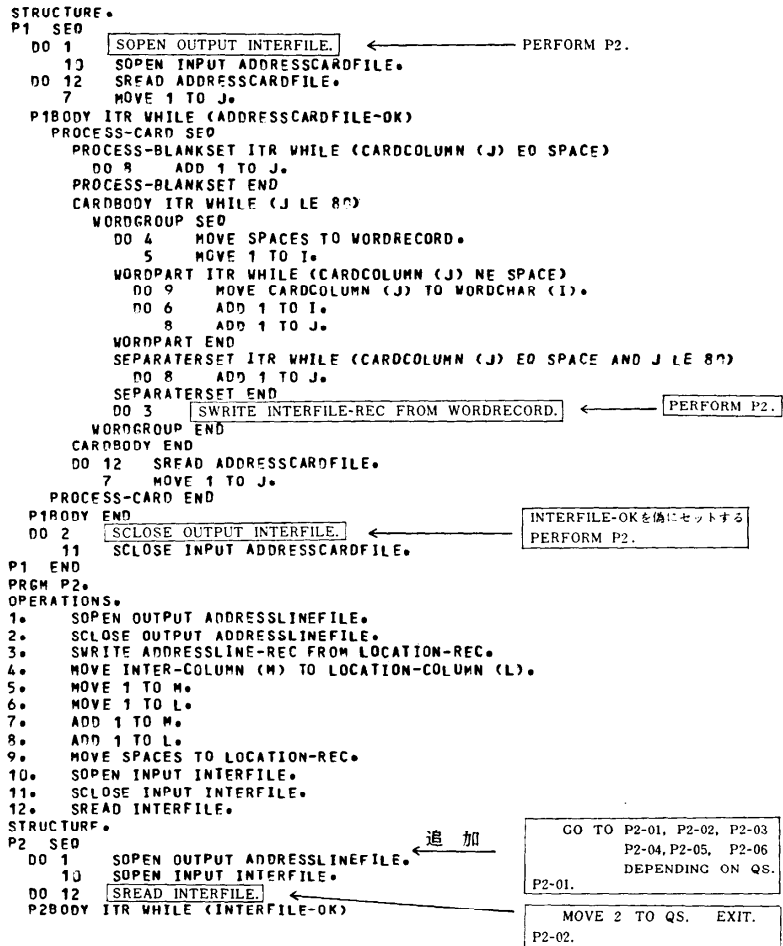 STRUCTURE.
P1 SEQ
DO 1 SOPEN OUTPUT INTERFILE. PERFORM P2.
10 SOPEN INPUT ADDRESSCARDFILE.
DO 12 SREAD ADDRESSCARDFILE.
7 MOVE 1 TO J.
P1BODY ITR WHILE (ADDRESSCARDFILE-OK)
PROCESS-CARD SEQ
PROCESS-BLANKSET ITR WHILE (CARDCOLUMN (J) EQ SPACE)
DO 8 ADD 1 TO J.
PROCESS-BLANKSET END
CARDBODY ITR WHILE (J LE 80)
WORDGROUP SEQ
DO 4 MOVE SPACES TO WORDRECORD.
5 MOVE 1 TO I.
WORDPART ITR WHILE (CARDCOLUMN (J) NE SPACE)
DO 9 MOVE CARDCOLUMN (J) TO WORDCHAR (I).
DO 6 ADD 1 TO I.
8 ADD 1 TO J.
WORDPART END
SEPARATERSET ITR WHILE (CARDCOLUMN (J) EQ SPACE AND J LE 80)
DO 8 ADD 1 TO J.
SEPARATERSET END
DO 3 SWRITE INTERFILE-REC FROM WORDRECORD. PERFORM P2.
WORDGROUP END
CARDBODY END
DO 12 SREAD ADDRESSCARDFILE.
7 MOVE 1 TO J.
PROCESS-CARD END
P1BODY END
DO 2 SCLOSE OUTPUT INTERFILE. INTERFILE-OKを偽にセットする
11 SCLOSE INPUT ADDRESSCARDFILE. PERFORM P2.
P1 END
PRGM P2.
OPERATIONS.
1. SOPEN OUTPUT ADDRESSLINEFILE.
2. SCLOSE OUTPUT ADDRESSLINEFILE.
3. SWRITE ADDRESSLINE-REC FROM LOCATION-REC.
4. MOVE INTER-COLUMN (M) TO LOCATION-COLUMN (L).
5. MOVE 1 TO M.
6. MOVE 1 TO L.
7. ADD 1 TO M.
8. ADD 1 TO L.
9. MOVE SPACES TO LOCATION-REC.
10. SOPEN INPUT INTERFILE.
11. SCLOSE INPUT INTERFILE.
12. SREAD INTERFILE.
STRUCTURE.
P2 SEQ 追加
DO 1 SOPEN OUTPUT ADDRESSLINEFILE.
10 SOPEN INPUT INTERFILE.
DO 12 SREAD INTERFILE.
P2BODY ITR WHILE (INTERFILE-OK)
GO TO P2-01, P2-02, P2-03
P2-04, P2-05, P2-06
DEPENDING ON QS.
P2-01.
MOVE 2 TO QS. EXIT.
P2-02.